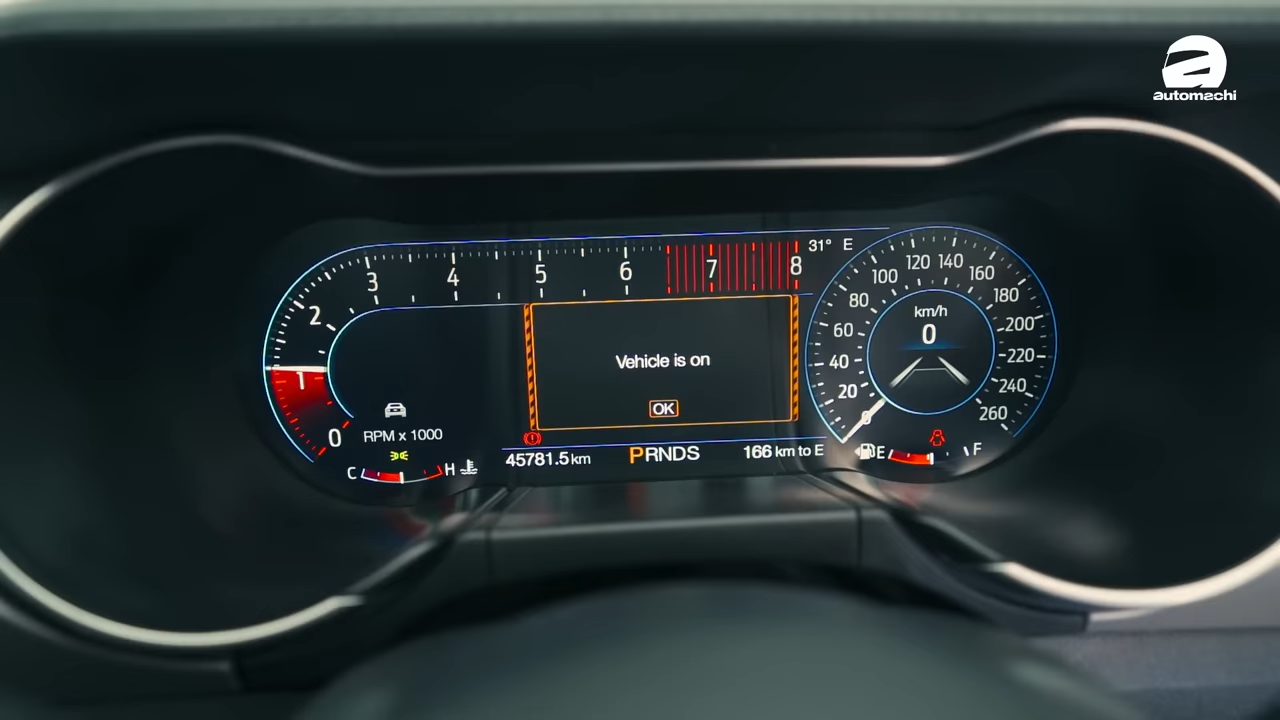 automachi
31° E
0 1 2 3 4 5 6 7 8
RPM x 1000
Vehicle is on
OK
km/h
0
0 20 40 60 80 100 120 140 160 180 200 220 240 260
C H
45781.5 km
PRNDS
166 km to E
E F